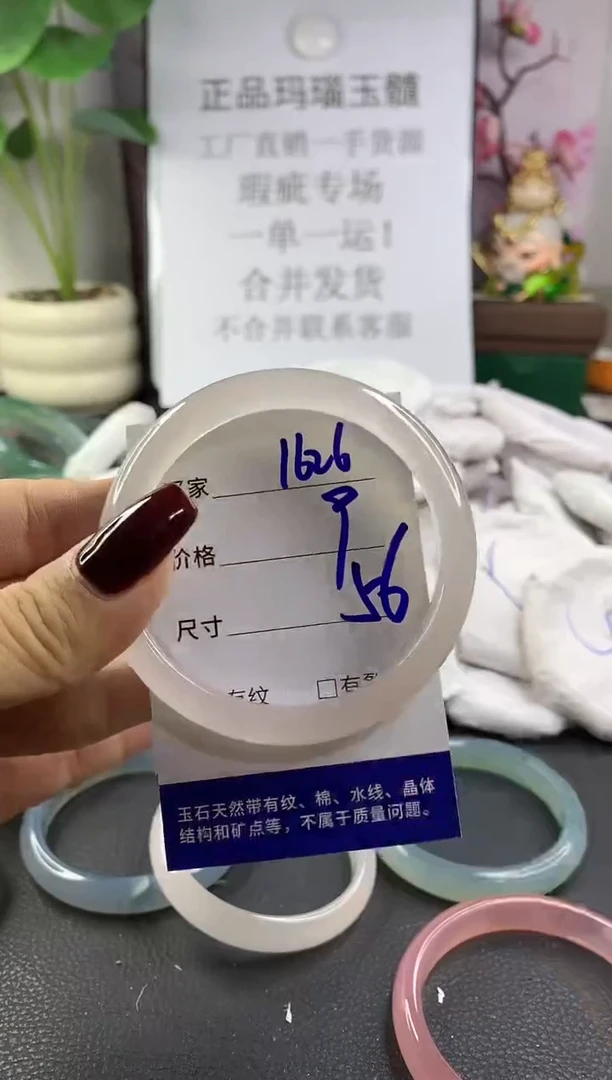 正品玛瑙玉髓
工厂直销一手货源
瑕疵专场
一单一运！
合并发货
不合并联系客服
家 1626
价格
尺寸 56
有纹 □有
玉石天然带有纹、棉、水线、晶体
结构和矿点等，不属于质量问题。